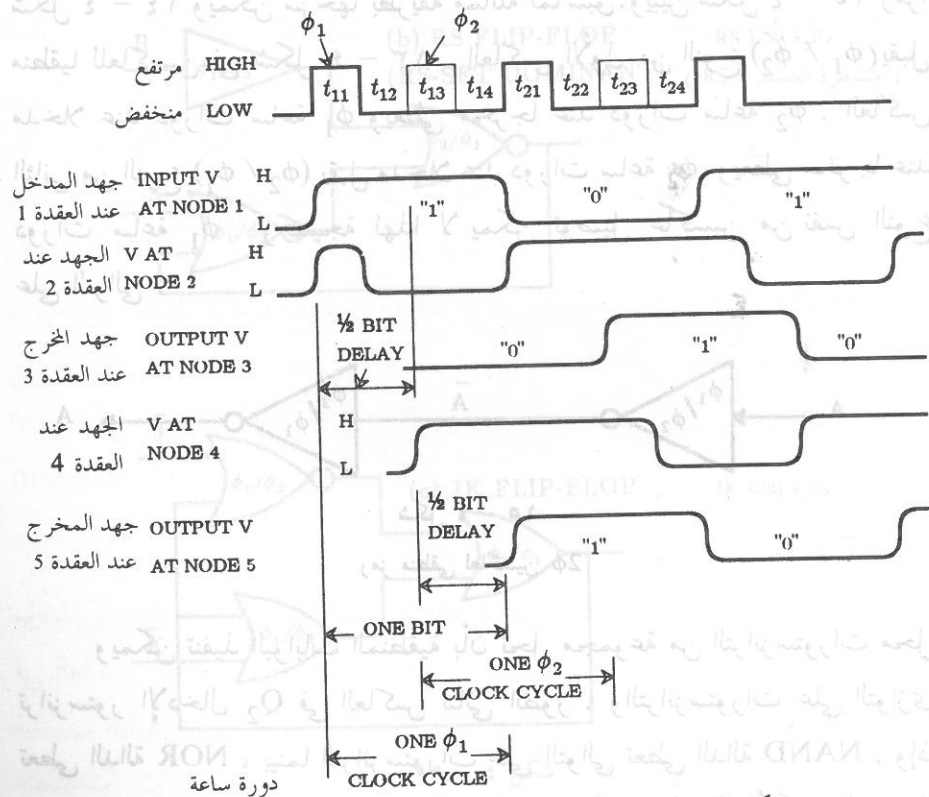 ϕ1 ϕ2
مرتفع HIGH
t11 t12 t13 t14 t21 t22 t23 t24
منخفض LOW
جهد المدخل INPUT V H
عند العقدة 1 AT NODE 1 L "1" "0" "1"
الجهد عند V AT H
العقدة 2 NODE 2 L
½ BIT
جهد المخرج OUTPUT V DELAY "0" "1" "0"
عند العقدة 3 AT NODE 3
الجهد عند V AT H
العقدة 4 NODE 4 L
½ BIT
DELAY
جهد المخرج OUTPUT V "1" "0"
عند العقدة 5 AT NODE 5
ONE BIT
ONE ϕ2
CLOCK CYCLE
ONE ϕ1
دورة ساعة CLOCK CYCLE